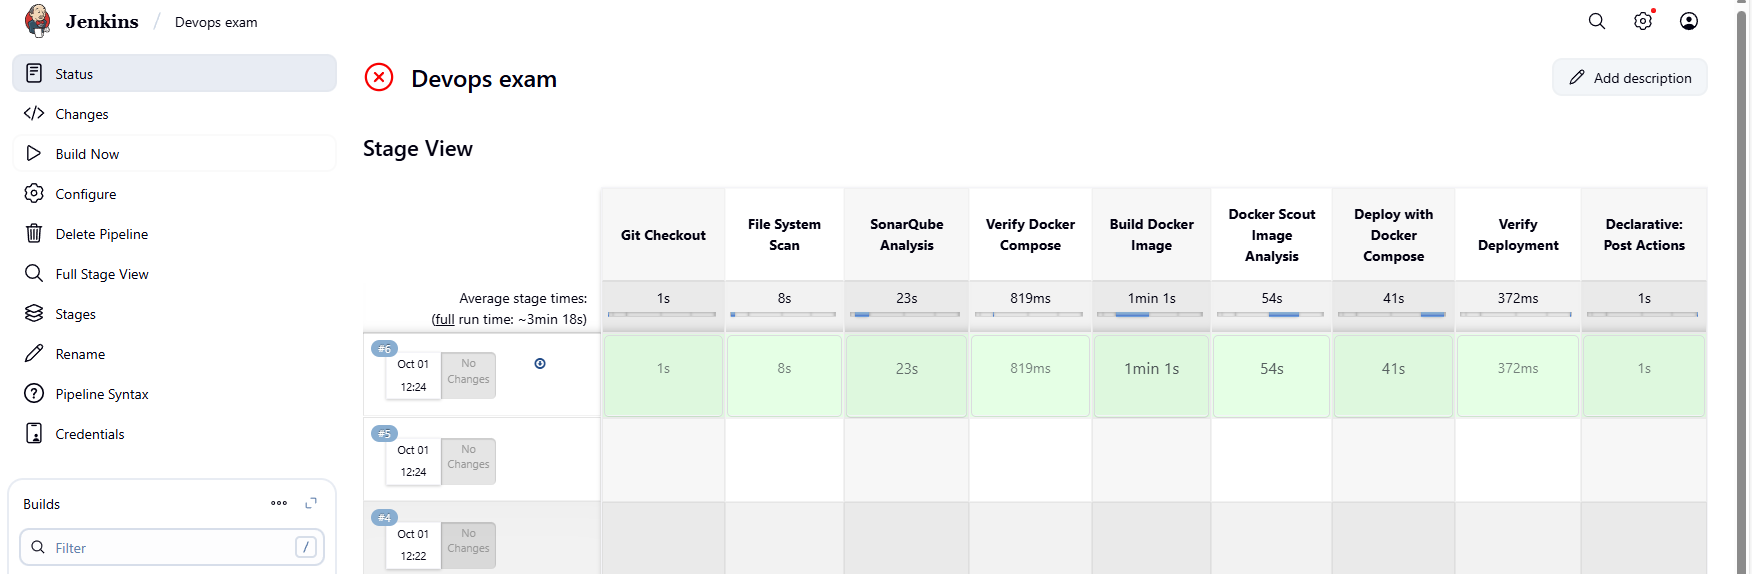 Jenkins / Devops exam
Status
Changes
Build Now
Configure
Delete Pipeline
Full Stage View
Stages
Rename
Pipeline Syntax
Credentials
Builds
Filter /
Devops exam
Add description
Stage View
Git Checkout
File System
Scan
SonarQube
Analysis
Verify Docker
Compose
Build Docker
Image
Docker Scout
Image
Analysis
Deploy with
Docker
Compose
Verify
Deployment
Declarative:
Post Actions
Average stage times:
(full run time: ~3min 18s)
1s 8s 23s 819ms 1min 1s 54s 41s 372ms 1s
#6
Oct 01
12:24
No
Changes
1s 8s 23s 819ms 1min 1s 54s 41s 372ms 1s
#5
Oct 01
12:24
No
Changes
#4
Oct 01
12:22
No
Changes